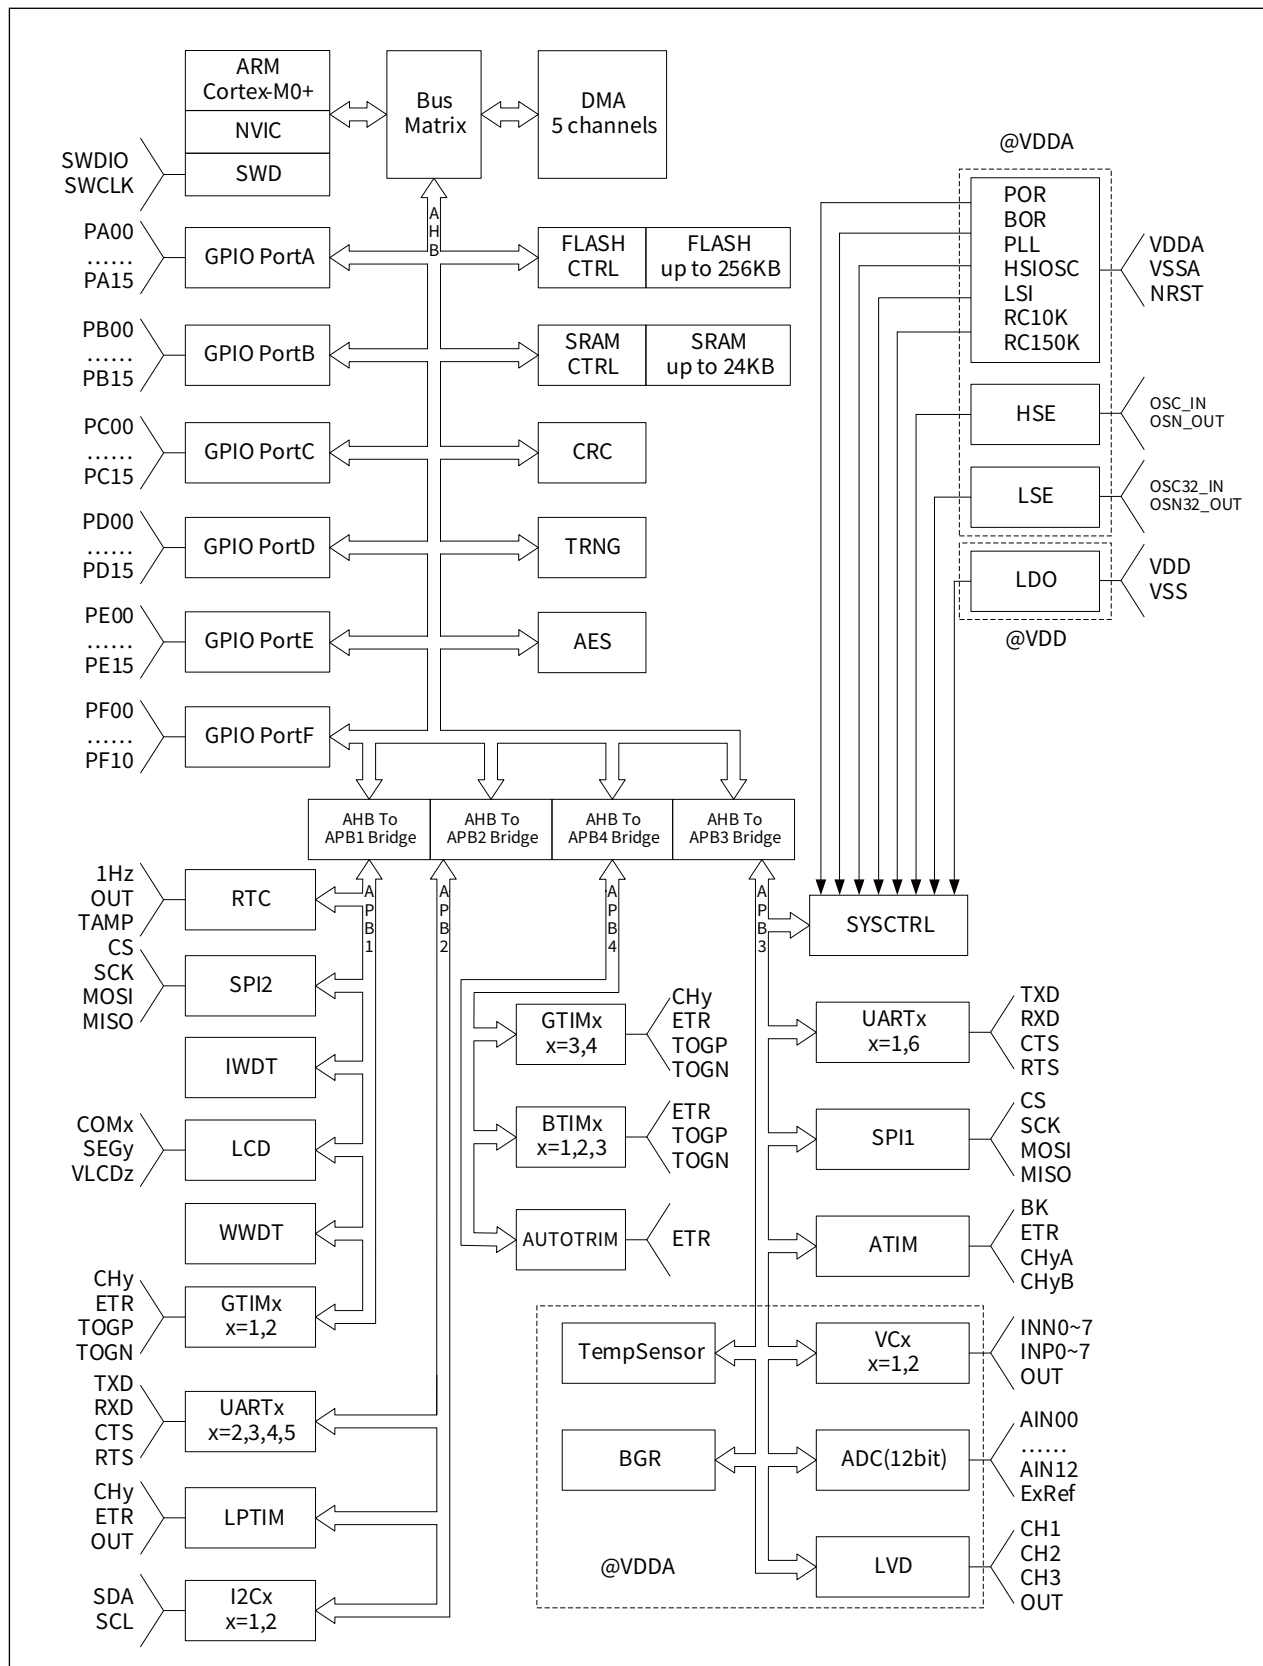 ARM
Cortex-M0+
NVIC
SWD
Bus
Matrix
DMA
5 channels
SWDIO
SWCLK
AHB
PA00
......
PA15
GPIO PortA
FLASH
CTRL
FLASH
up to 256KB
PB00
......
PB15
GPIO PortB
SRAM
CTRL
SRAM
up to 24KB
PC00
......
PC15
GPIO PortC
CRC
PD00
......
PD15
GPIO PortD
TRNG
PE00
......
PE15
GPIO PortE
AES
PF00
......
PF10
GPIO PortF
@VDDA
POR
BOR
PLL
HSIOSC
LSI
RC10K
RC150K
VDDA
VSSA
NRST
HSE
OSC_IN
OSN_OUT
LSE
OSC32_IN
OSN32_OUT
LDO
VDD
VSS
@VDD
AHB To
APB1 Bridge
AHB To
APB2 Bridge
AHB To
APB4 Bridge
AHB To
APB3 Bridge
APB1
APB2
APB4
APB3
1Hz
OUT
TAMP
RTC
CS
SCK
MOSI
MISO
SPI2
IWDT
COMx
SEGy
VLCDz
LCD
WWDT
CHy
ETR
TOGP
TOGN
GTIMx
x=1,2
TXD
RXD
CTS
RTS
UARTx
x=2,3,4,5
CHy
ETR
OUT
LPTIM
SDA
SCL
I2Cx
x=1,2
GTIMx
x=3,4
CHy
ETR
TOGP
TOGN
BTIMx
x=1,2,3
ETR
TOGP
TOGN
AUTOTRIM
ETR
SYSCTRL
UARTx
x=1,6
TXD
RXD
CTS
RTS
SPI1
CS
SCK
MOSI
MISO
ATIM
BK
ETR
CHyA
CHyB
TempSensor
VCx
x=1,2
INN0~7
INP0~7
OUT
BGR
ADC(12bit)
AIN00
......
AIN12
ExRef
@VDDA
LVD
CH1
CH2
CH3
OUT